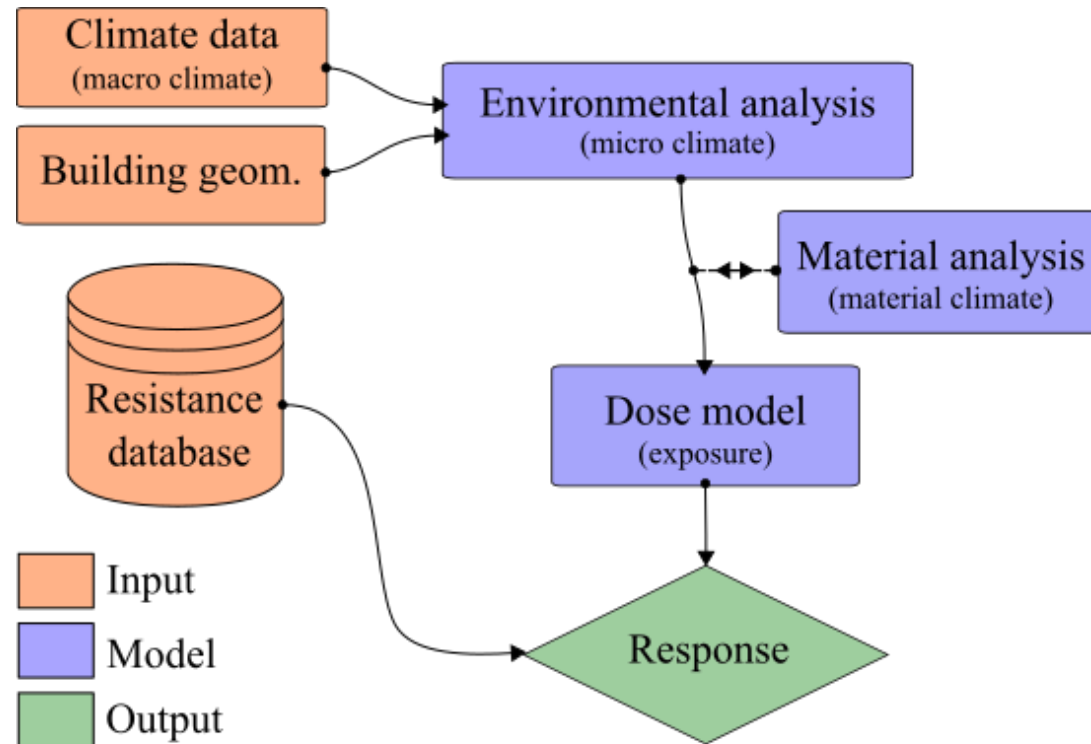 Climate data
(macro climate)
Building geom.
Environmental analysis
(micro climate)
Material analysis
(material climate)
Resistance
database
Dose model
(exposure)
Response
Input
Model
Output